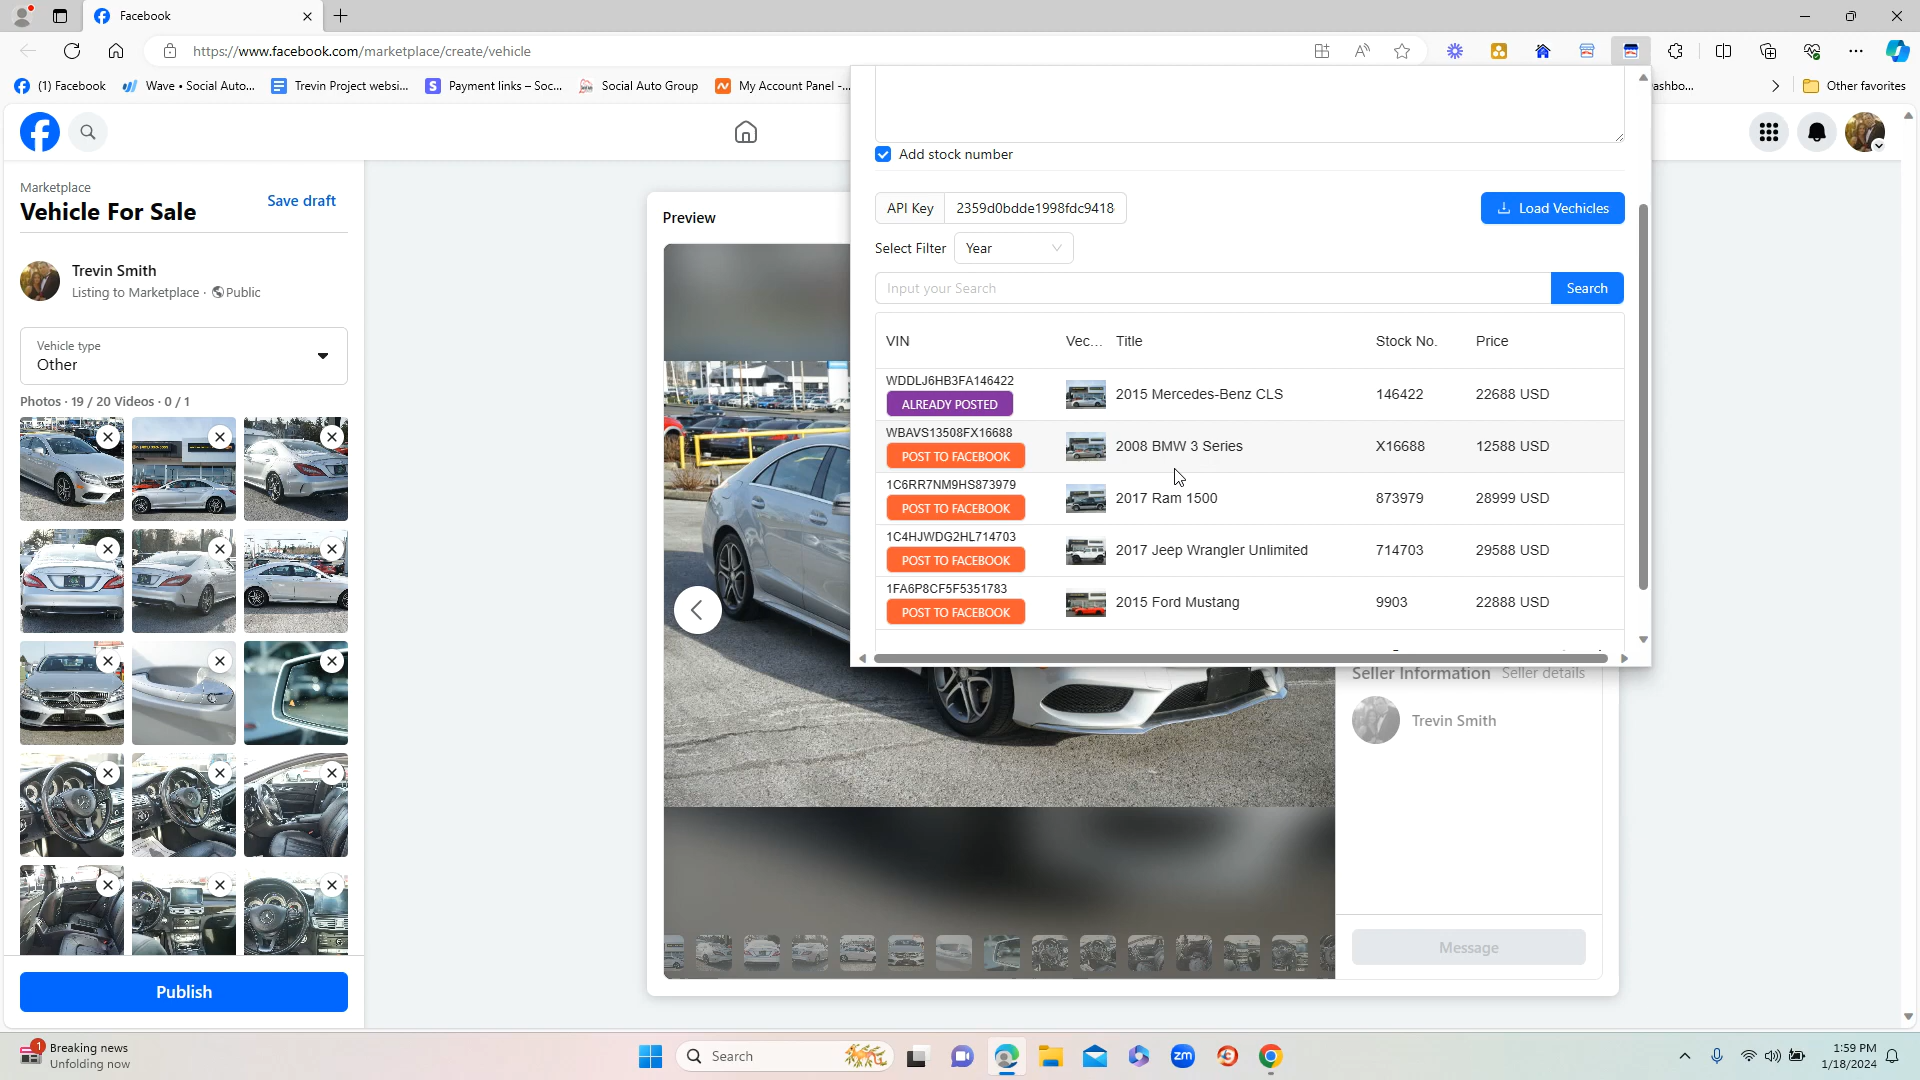 Facebook
https://www.facebook.com/marketplace/create/vehicle
(1) Facebook
Wave • Social Auto...
Trevin Project websi...
Payment links – Soc...
Social Auto Group
My Account Panel -...
ashbo...
Other favorites
Marketplace
Vehicle For Sale
Save draft
Trevin Smith
Listing to Marketplace · Public
Vehicle type
Other
Photos · 19 / 20 Videos · 0 / 1
Publish
Preview
Add stock number
API Key
2359d0bdde1998fdc9418
Load Vechicles
Select Filter
Year
Input your Search
Search
VIN Vec... Title Stock No. Price
WDDLJ6HB3FA146422
ALREADY POSTED
2015 Mercedes-Benz CLS 146422 22688 USD
WBAVS13508FX16688
POST TO FACEBOOK
2008 BMW 3 Series X16688 12588 USD
1C6RR7NM9HS873979
POST TO FACEBOOK
2017 Ram 1500 873979 28999 USD
1C4HJWDG2HL714703
POST TO FACEBOOK
2017 Jeep Wrangler Unlimited 714703 29588 USD
1FA6P8CF5F5351783
POST TO FACEBOOK
2015 Ford Mustang 9903 22888 USD
Seller Information
Seller details
Trevin Smith
Message
1
Breaking news
Unfolding now
Search
zm
1:59 PM
1/18/2024